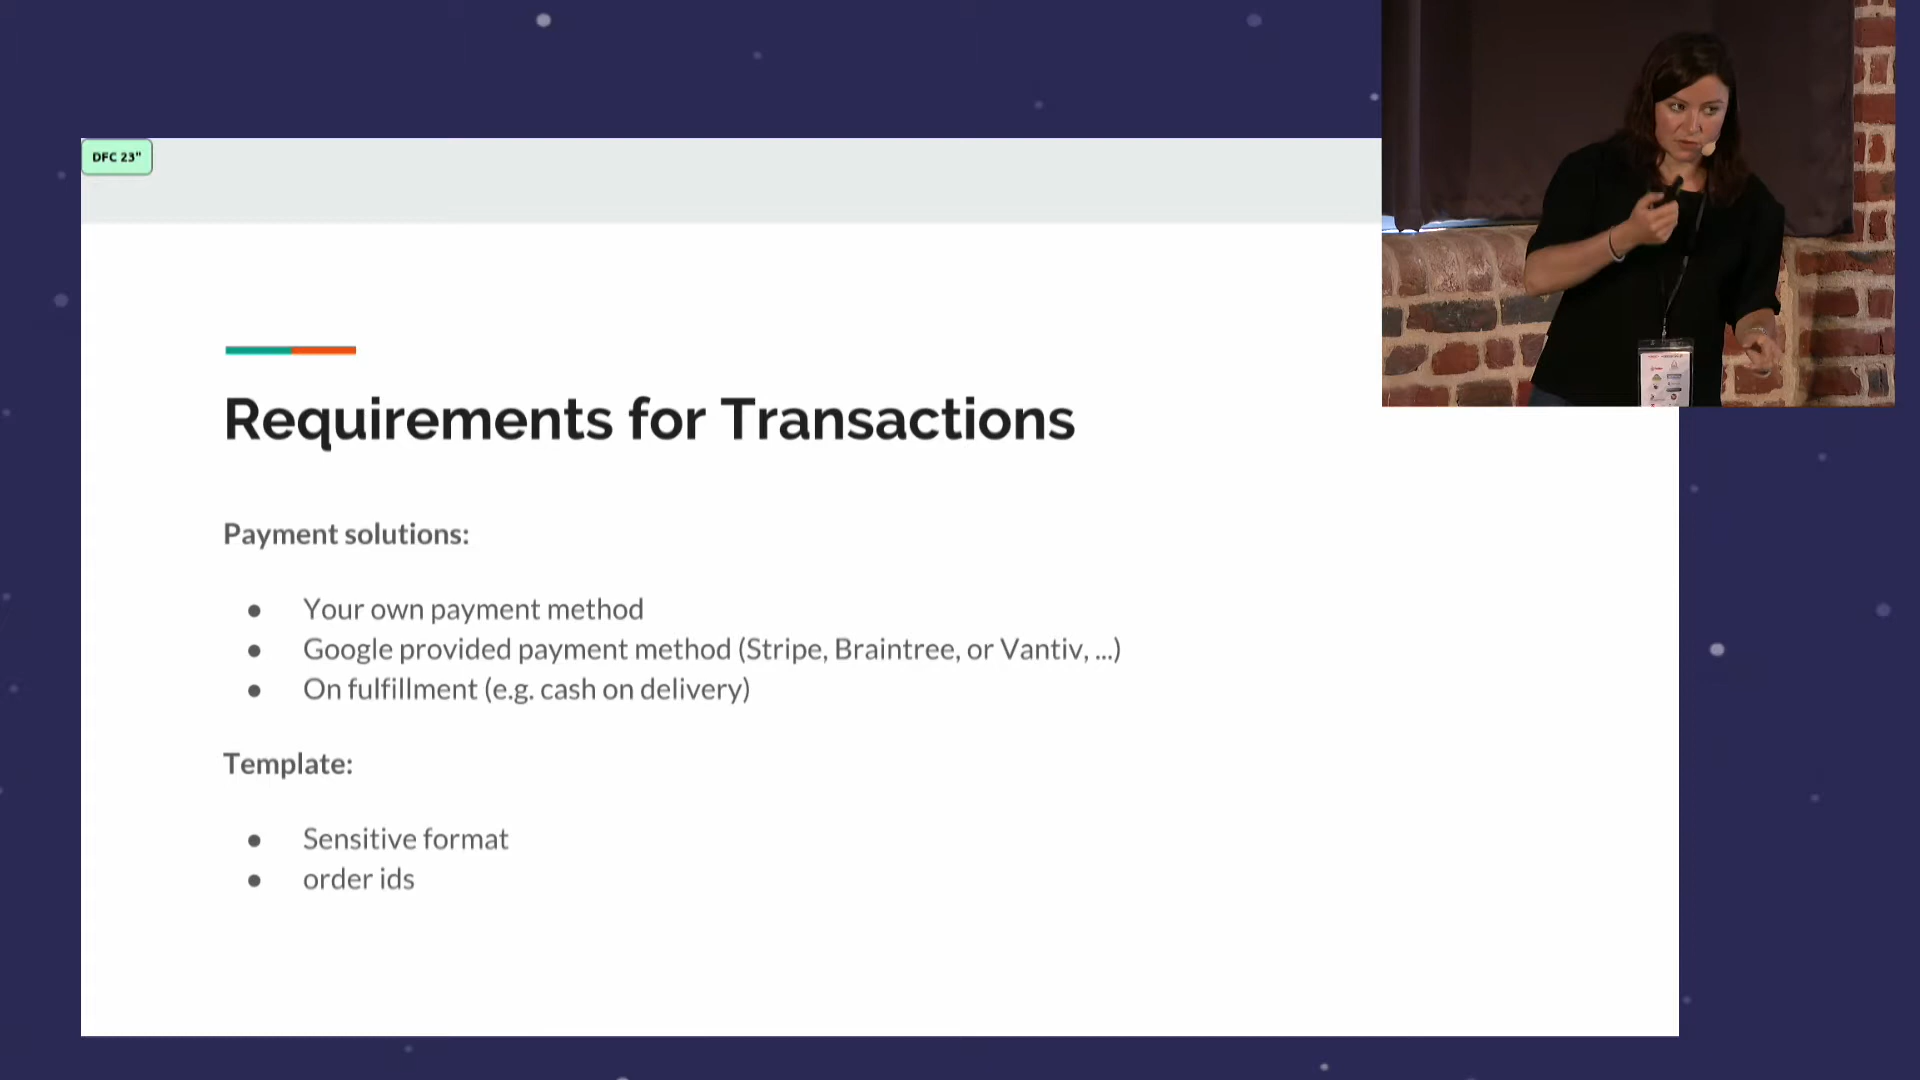 DFC 23"
Requirements for Transactions
Payment solutions:
● Your own payment method
● Google provided payment method (Stripe, Braintree, or Vantiv, ...)
● On fulfillment (e.g. cash on delivery)
Template:
● Sensitive format
● order ids